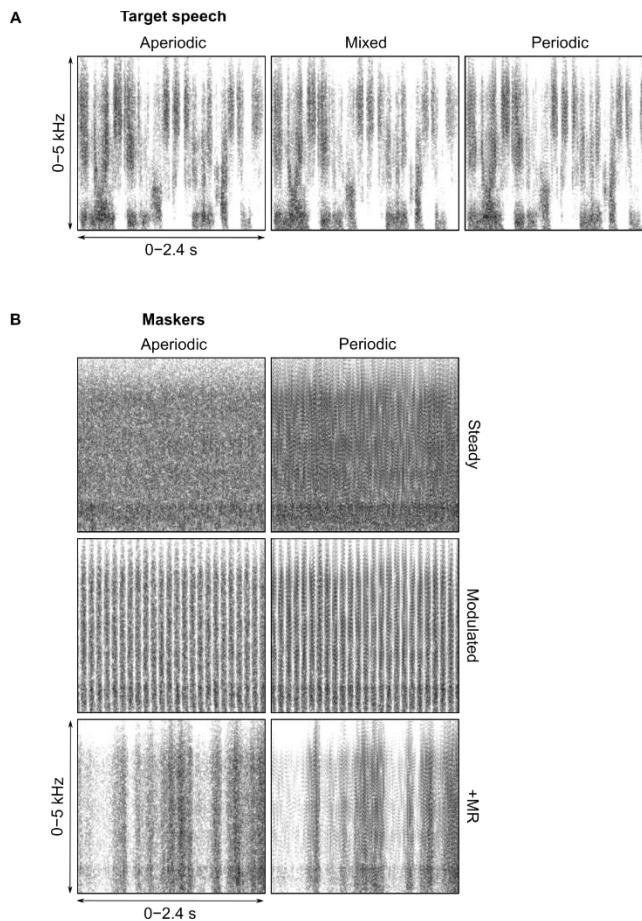 A
Target speech
Aperiodic Mixed Periodic
0–5 kHz
0–2.4 s
B
Maskers
Aperiodic Periodic
Steady
Modulated
+MR
0–5 kHz
0–2.4 s